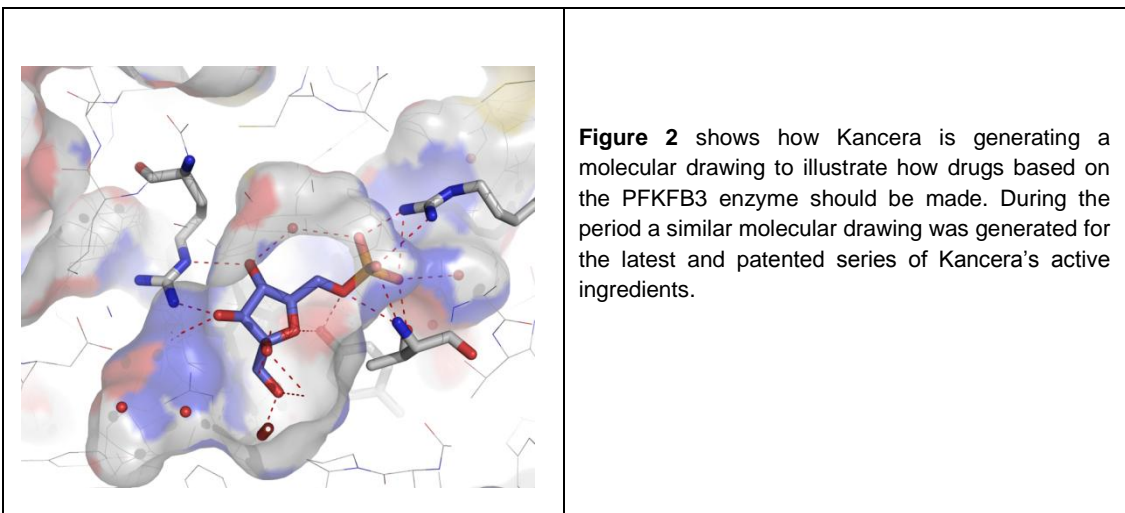 Figure 2 shows how Kancera is generating a
molecular drawing to illustrate how drugs based on
the PFKFB3 enzyme should be made. During the
period a similar molecular drawing was generated for
the latest and patented series of Kancera's active
ingredients.